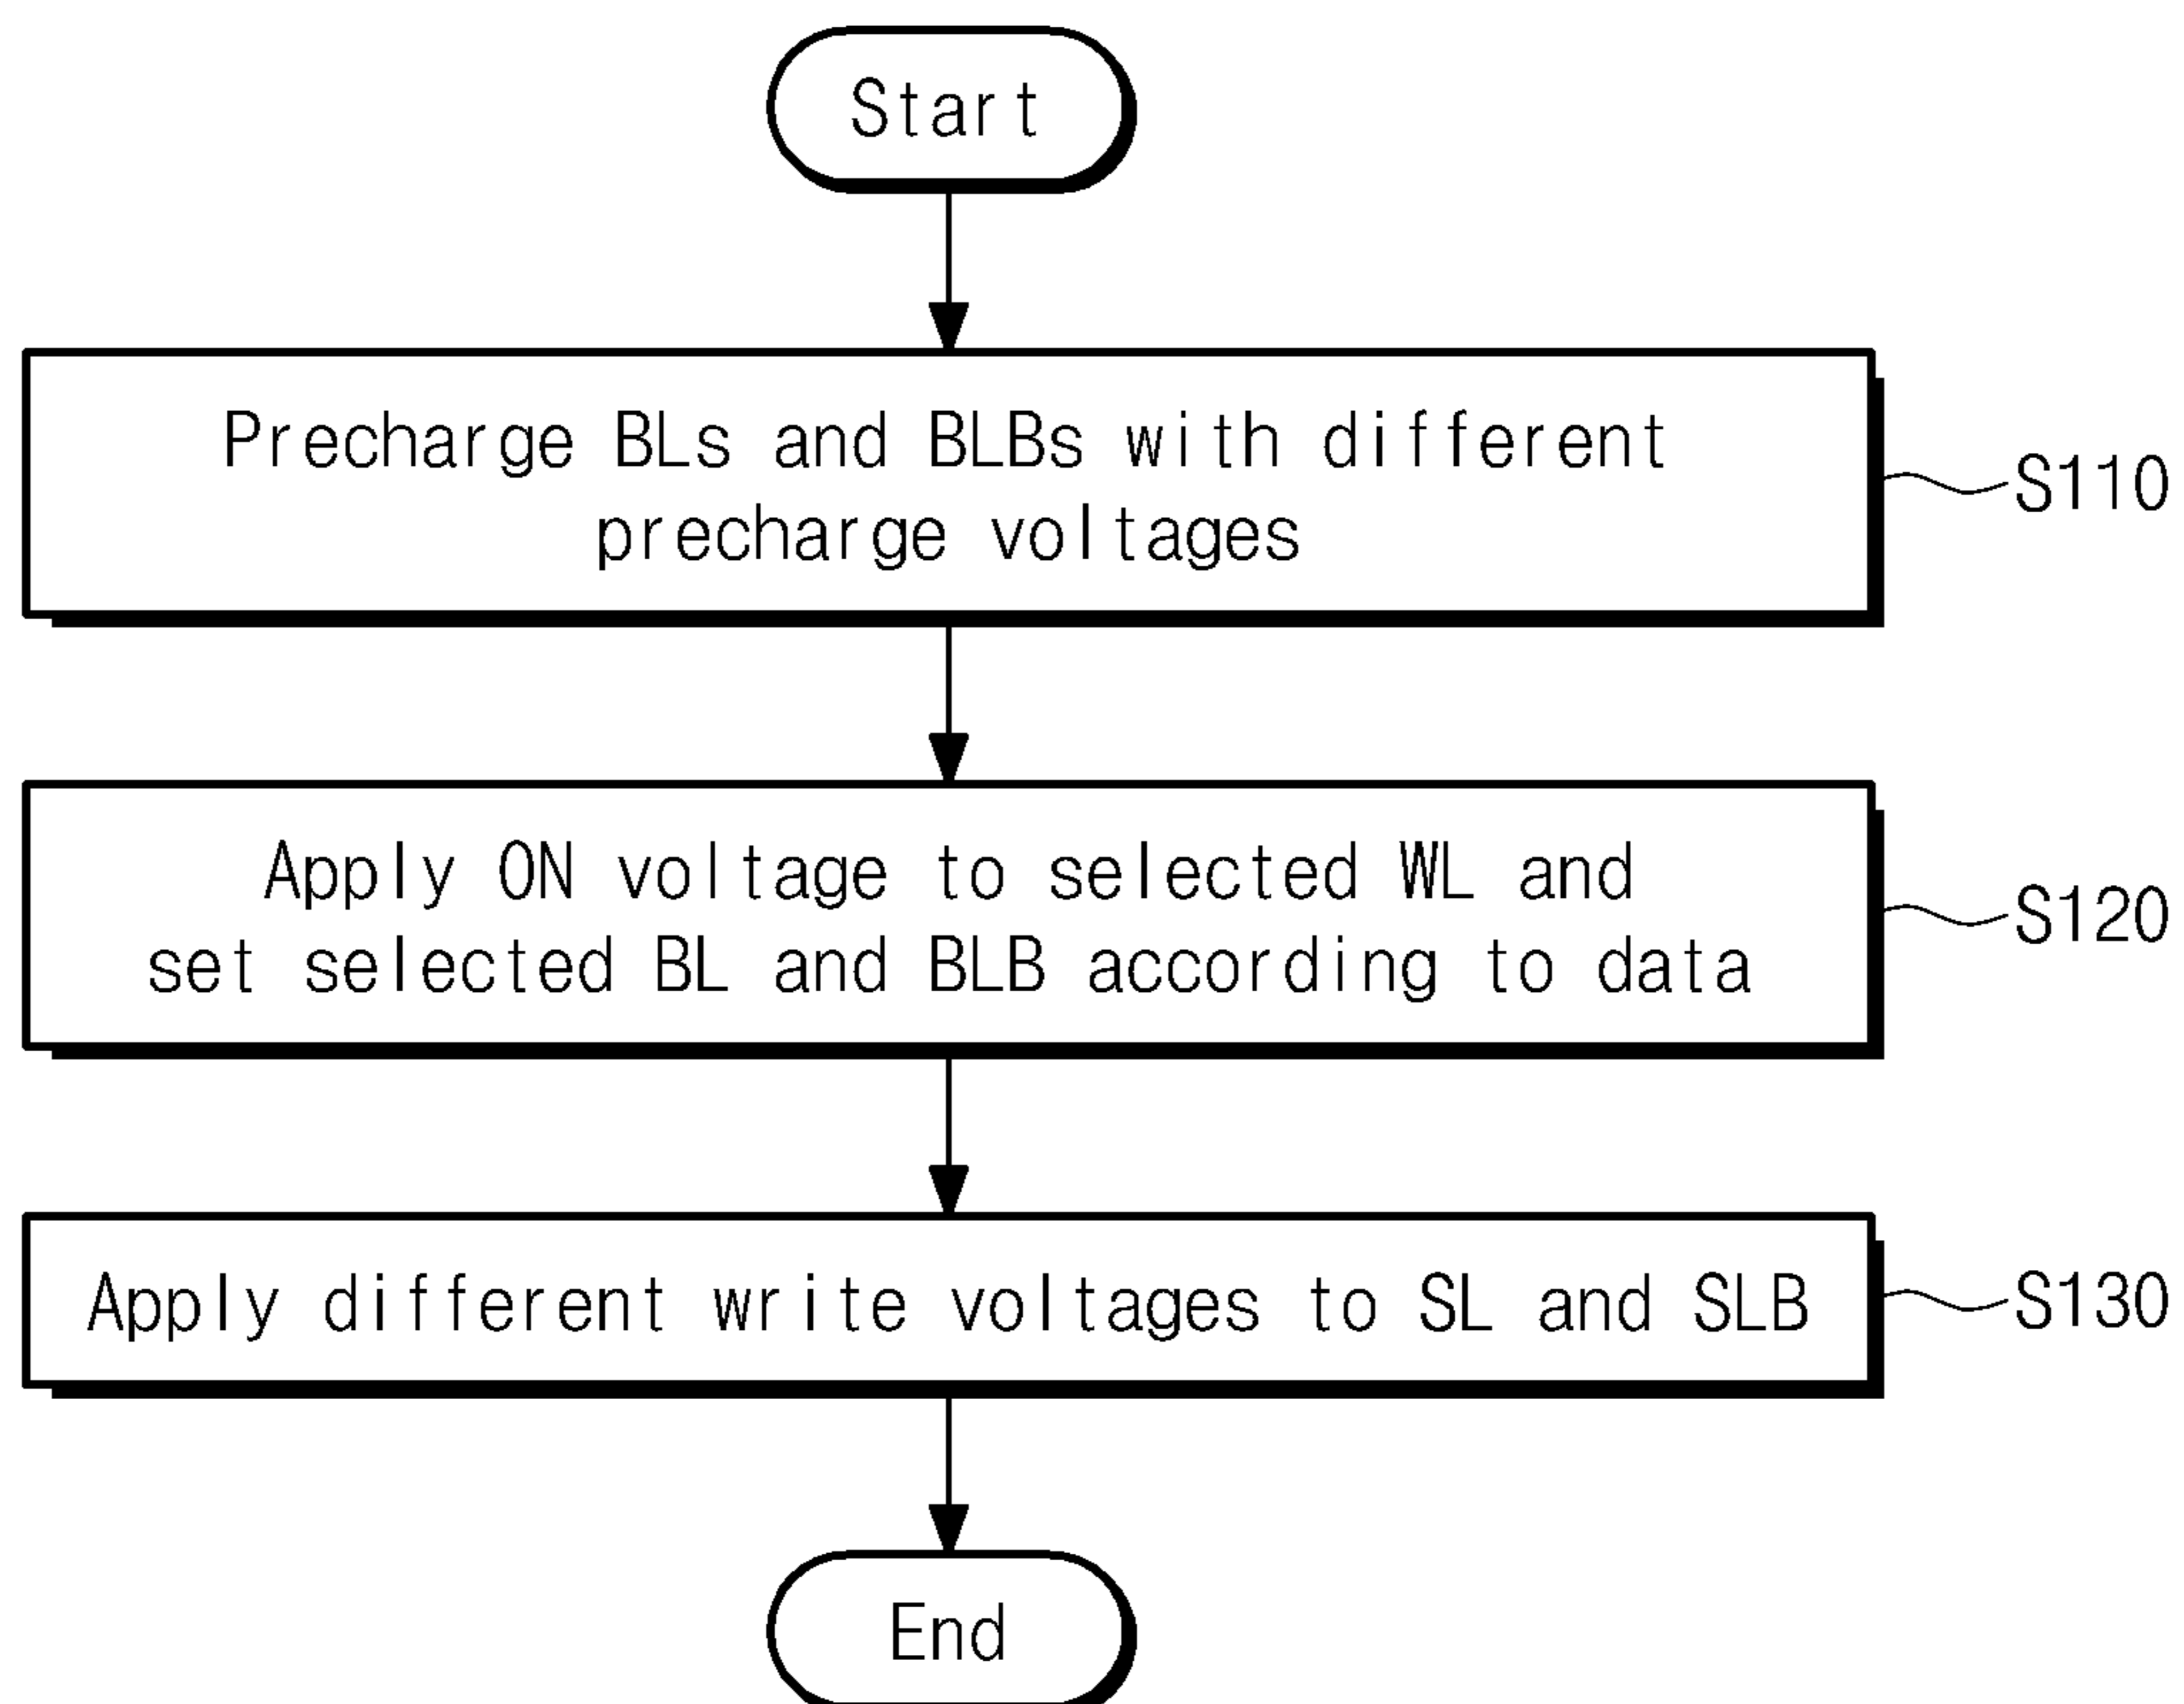 Start
Precharge BLs and BLBs with different
precharge voltages
S110
Apply ON voltage to selected WL and
set selected BL and BLB according to data
S120
Apply different write voltages to SL and SLB
S130
End